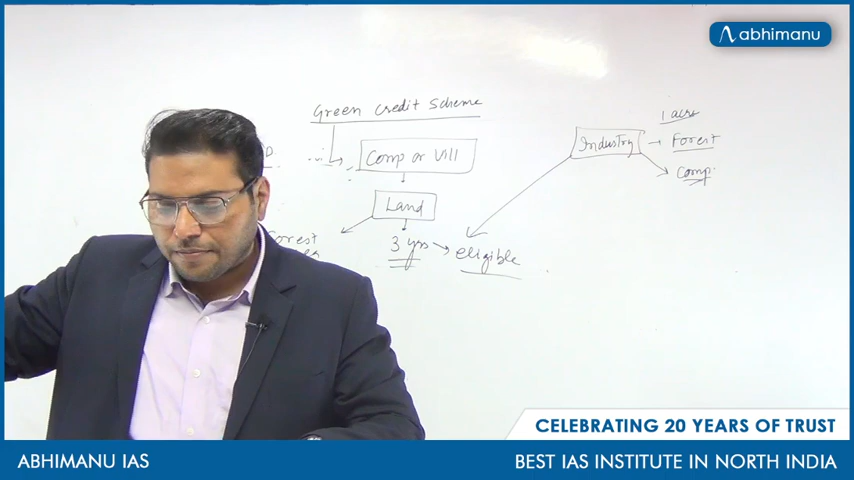 abhimanu
Green Credit Scheme
Comp or Vill
Land
3 yrs
eligible
1 acre
Industry
Forest
Comp
CELEBRATING 20 YEARS OF TRUST
ABHIMANU IAS
BEST IAS INSTITUTE IN NORTH INDIA